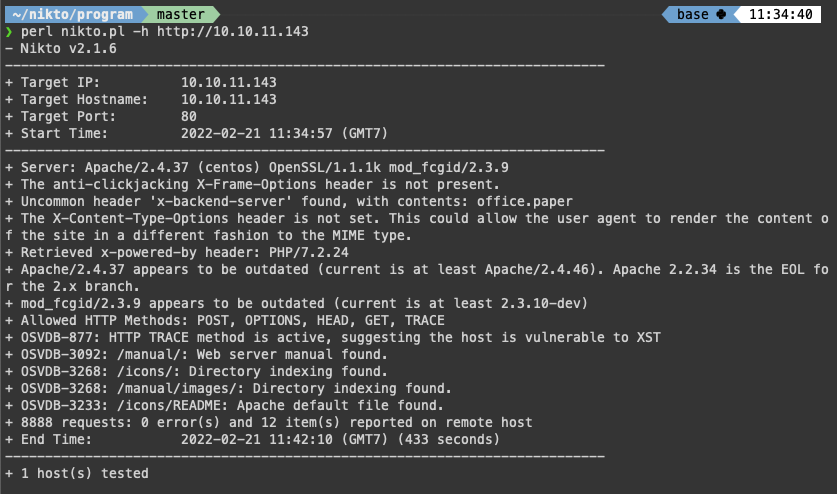 ~/nikto/program master base 11:34:40
❯ perl nikto.pl -h http://10.10.11.143
- Nikto v2.1.6
---------------------------------------------------------------------------
+ Target IP:          10.10.11.143
+ Target Hostname:    10.10.11.143
+ Target Port:        80
+ Start Time:         2022-02-21 11:34:57 (GMT7)
---------------------------------------------------------------------------
+ Server: Apache/2.4.37 (centos) OpenSSL/1.1.1k mod_fcgid/2.3.9
+ The anti-clickjacking X-Frame-Options header is not present.
+ Uncommon header 'x-backend-server' found, with contents: office.paper
+ The X-Content-Type-Options header is not set. This could allow the user agent to render the content o
f the site in a different fashion to the MIME type.
+ Retrieved x-powered-by header: PHP/7.2.24
+ Apache/2.4.37 appears to be outdated (current is at least Apache/2.4.46). Apache 2.2.34 is the EOL fo
r the 2.x branch.
+ mod_fcgid/2.3.9 appears to be outdated (current is at least 2.3.10-dev)
+ Allowed HTTP Methods: POST, OPTIONS, HEAD, GET, TRACE
+ OSVDB-877: HTTP TRACE method is active, suggesting the host is vulnerable to XST
+ OSVDB-3092: /manual/: Web server manual found.
+ OSVDB-3268: /icons/: Directory indexing found.
+ OSVDB-3268: /manual/images/: Directory indexing found.
+ OSVDB-3233: /icons/README: Apache default file found.
+ 8888 requests: 0 error(s) and 12 item(s) reported on remote host
+ End Time:           2022-02-21 11:42:10 (GMT7) (433 seconds)
---------------------------------------------------------------------------
+ 1 host(s) tested